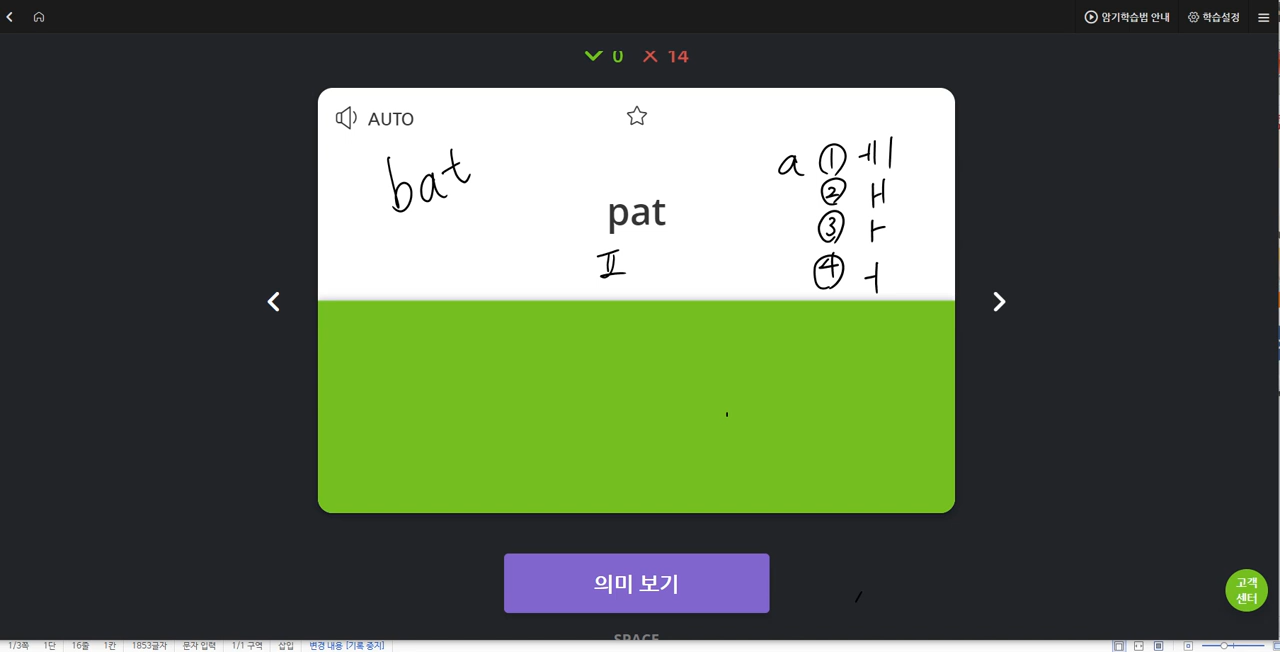 암기학습법 안내 학습설정
0 14
AUTO
bat
pat
ㅍ
a ① ㅔㅣ
② ㅐ
③ ㅏ
④ ㅓ
의미 보기
고객
센터
SPACE
1/3쪽 1단 16줄 1칸 1853글자 문자 입력 1/1 구역 삽입 변경 내용 [기록 중지]